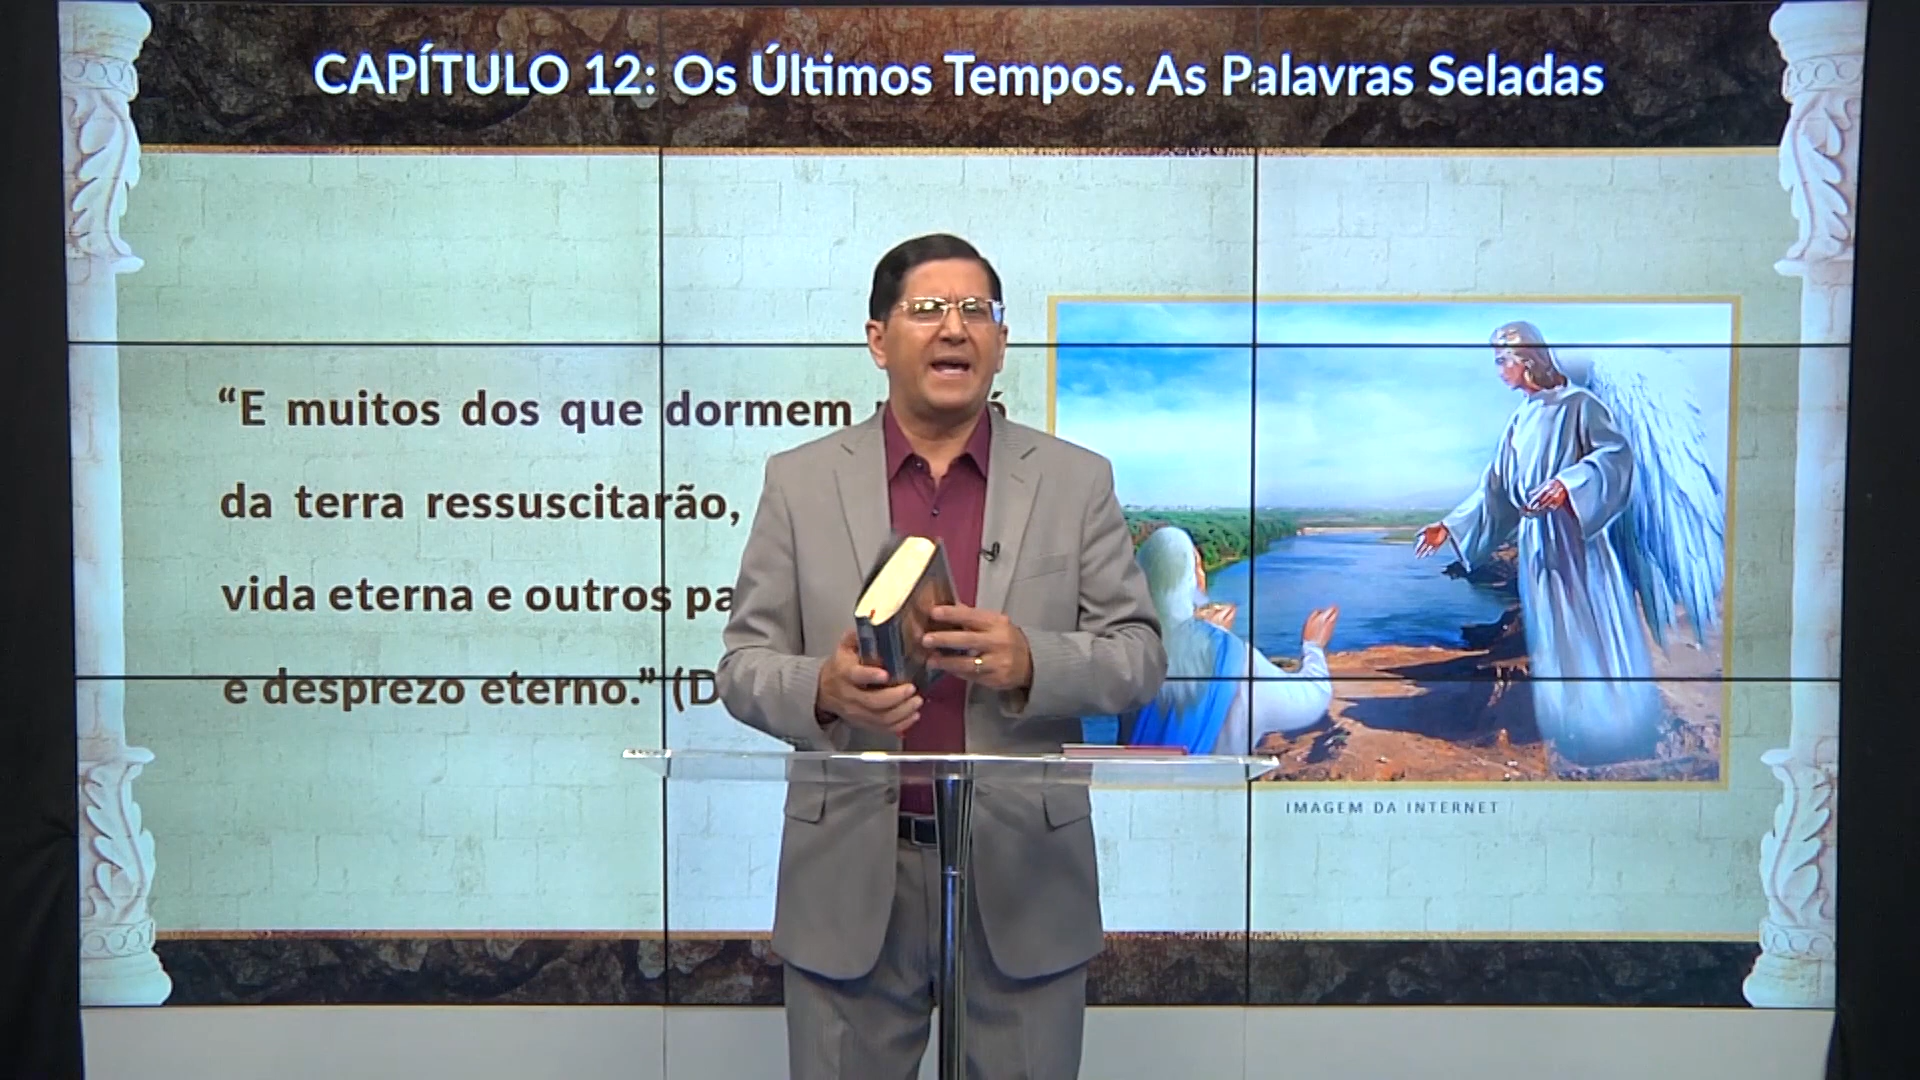 CAPÍTULO 12: Os Últimos Tempos. As Palavras Seladas
“E muitos dos que dormem
da terra ressuscitarão,
vida eterna e outros
e desprezo eterno.” (D
IMAGEM DA INTERNET